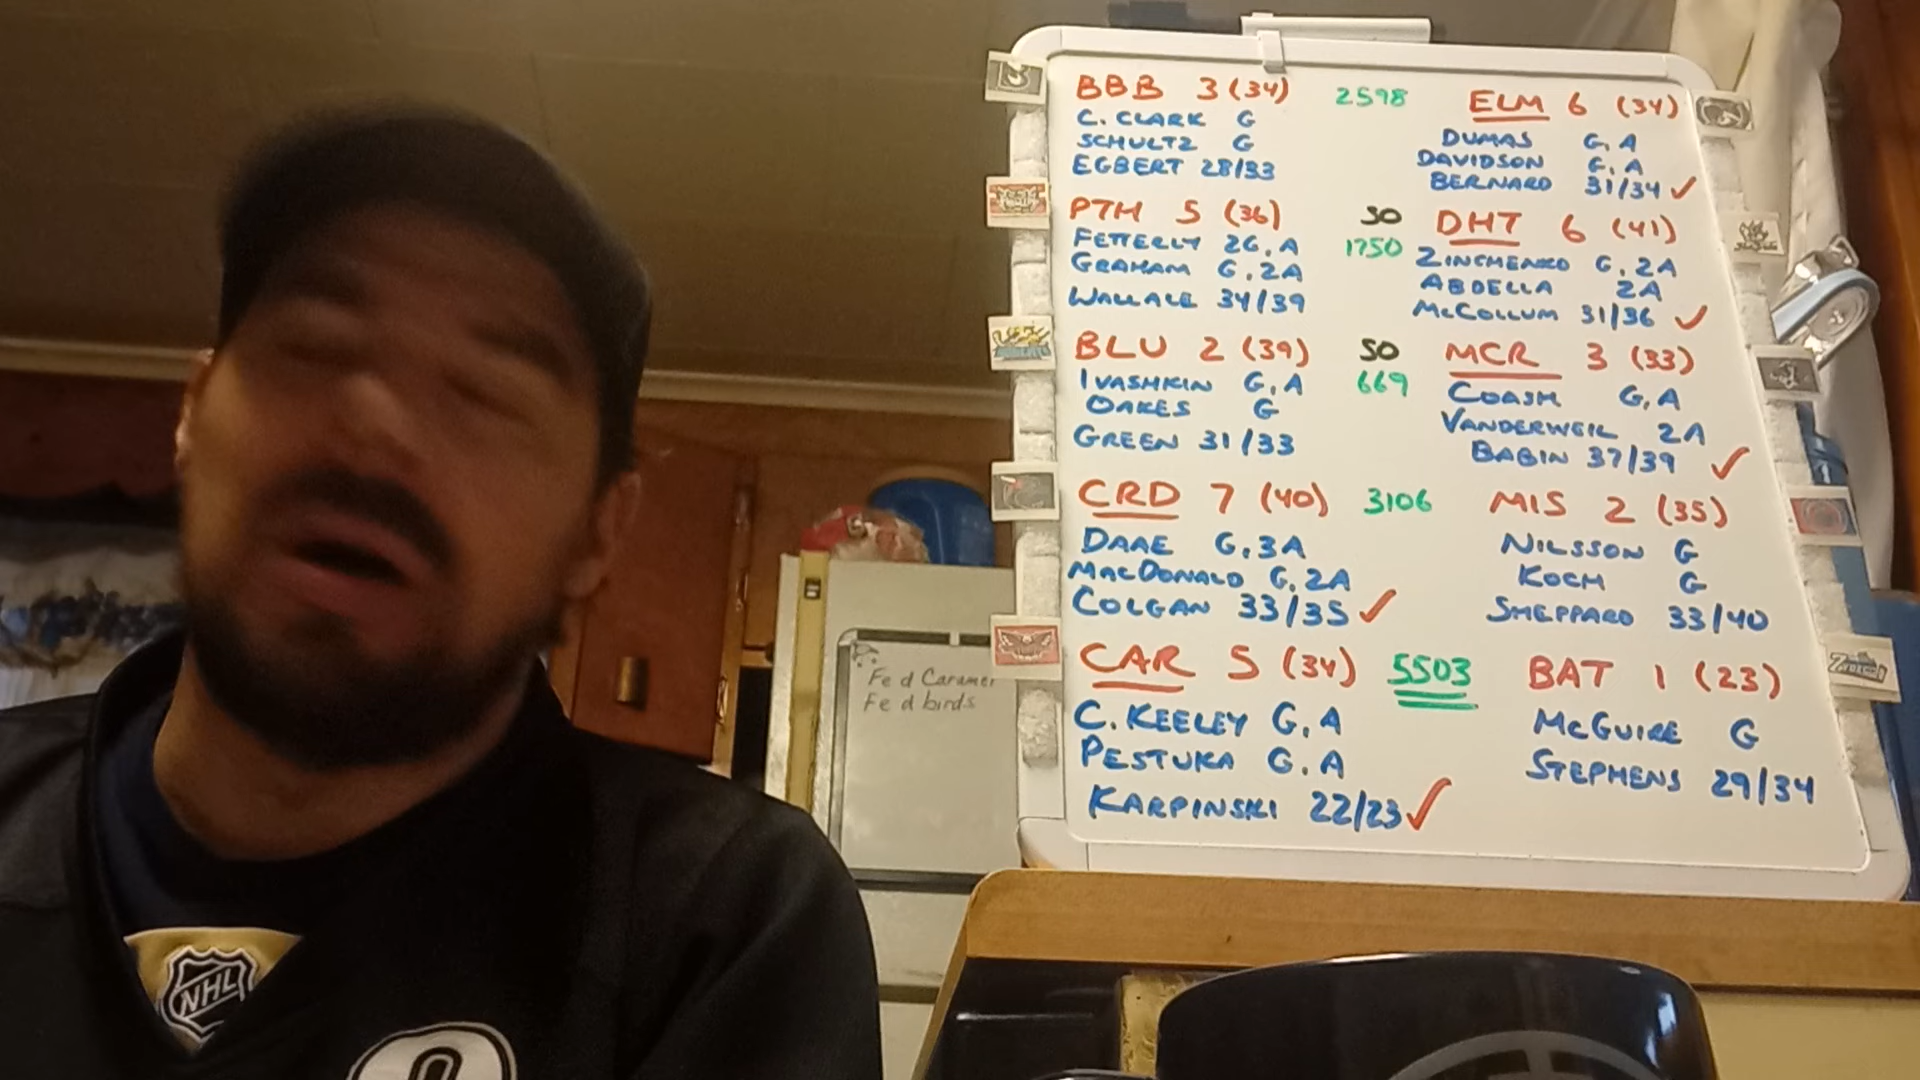 BBB 3 (34) 2598 ELM 6 (34)
C. CLARK G
DUMAS G, A
SCHULTZ G
DAVIDSON G, A
EGBERT 28/33
BERNARD 31/34 ✓
PTH 5 (36) SO DHT 6 (41)
FETTERLY 2G, A 1750 ZINCHENKO G, 2A
GRAHAM G, 2A
ABDELLA 2A
WALLACE 34/39
McCOLLUM 31/36 ✓
BLU 2 (39) SO MCR 3 (33)
IVASHKIN G, A 669 COASH G, A
OAKES G
VANDERWEIL 2A
GREEN 31/33
BABIN 37/39 ✓
CRD 7 (40) 3106 MIS 2 (35)
DAAE G, 3A
NILSSON G
MACDONALD G, 2A
KOCH G
COLGAN 33/35 ✓
SHEPPARD 33/40
CAR 5 (34) 5503 BAT 1 (23)
C. KEELEY G, A
McGUIRE G
PESTUKA G, A
STEPHENS 29/34
KARPINSKI 22/23 ✓
Fe d Caramel
Fe d birds
NHL